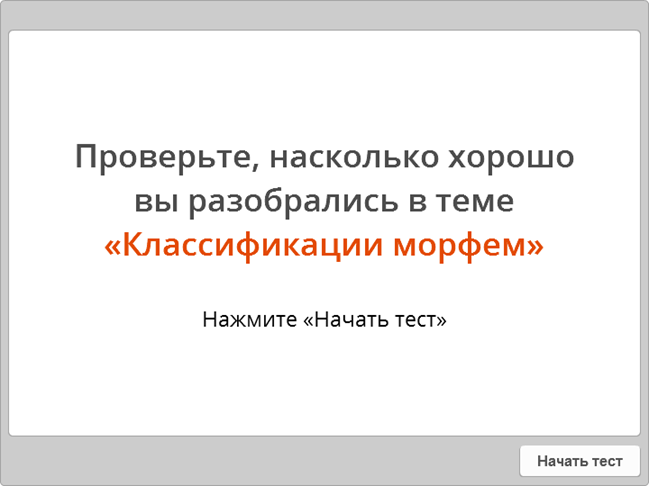 Проверьте, насколько хорошо
вы разобрались в теме
«Классификации морфем»
Нажмите «Начать тест»
Начать тест